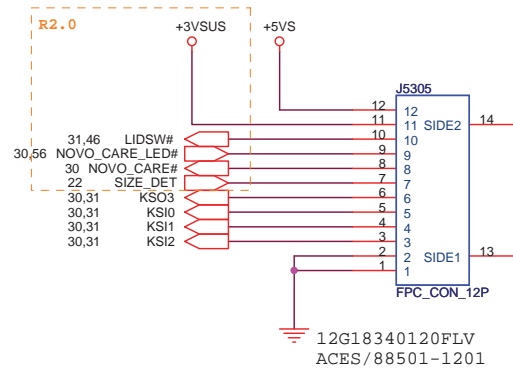 R2.0
+3VSUS
+5VS
J5305
12 12
11 11 SIDE2 14
31,46 LIDSW# 10 10
30,56 NOVO_CARE_LED# 9 9
30 NOVO_CARE# 8 8
22 SIZE_DET 7 7
30,31 KSO3 6 6
30,31 KSI0 5 5
30,31 KSI1 4 4
30,31 KSI2 3 3
2 2 SIDE1 13
1 1
FPC_CON_12P
12G18340120FLV
ACES/88501-1201